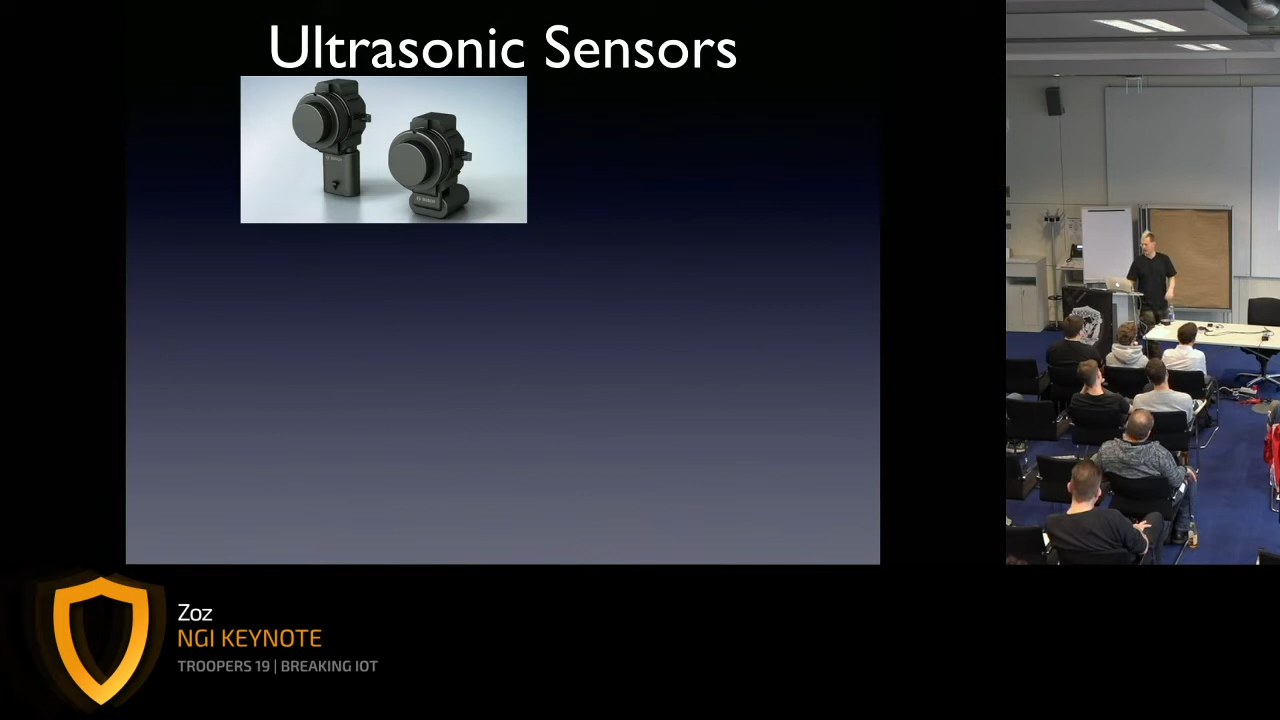 Ultrasonic Sensors
Zoz
NGI KEYNOTE
TROOPERS 19 | BREAKING IOT